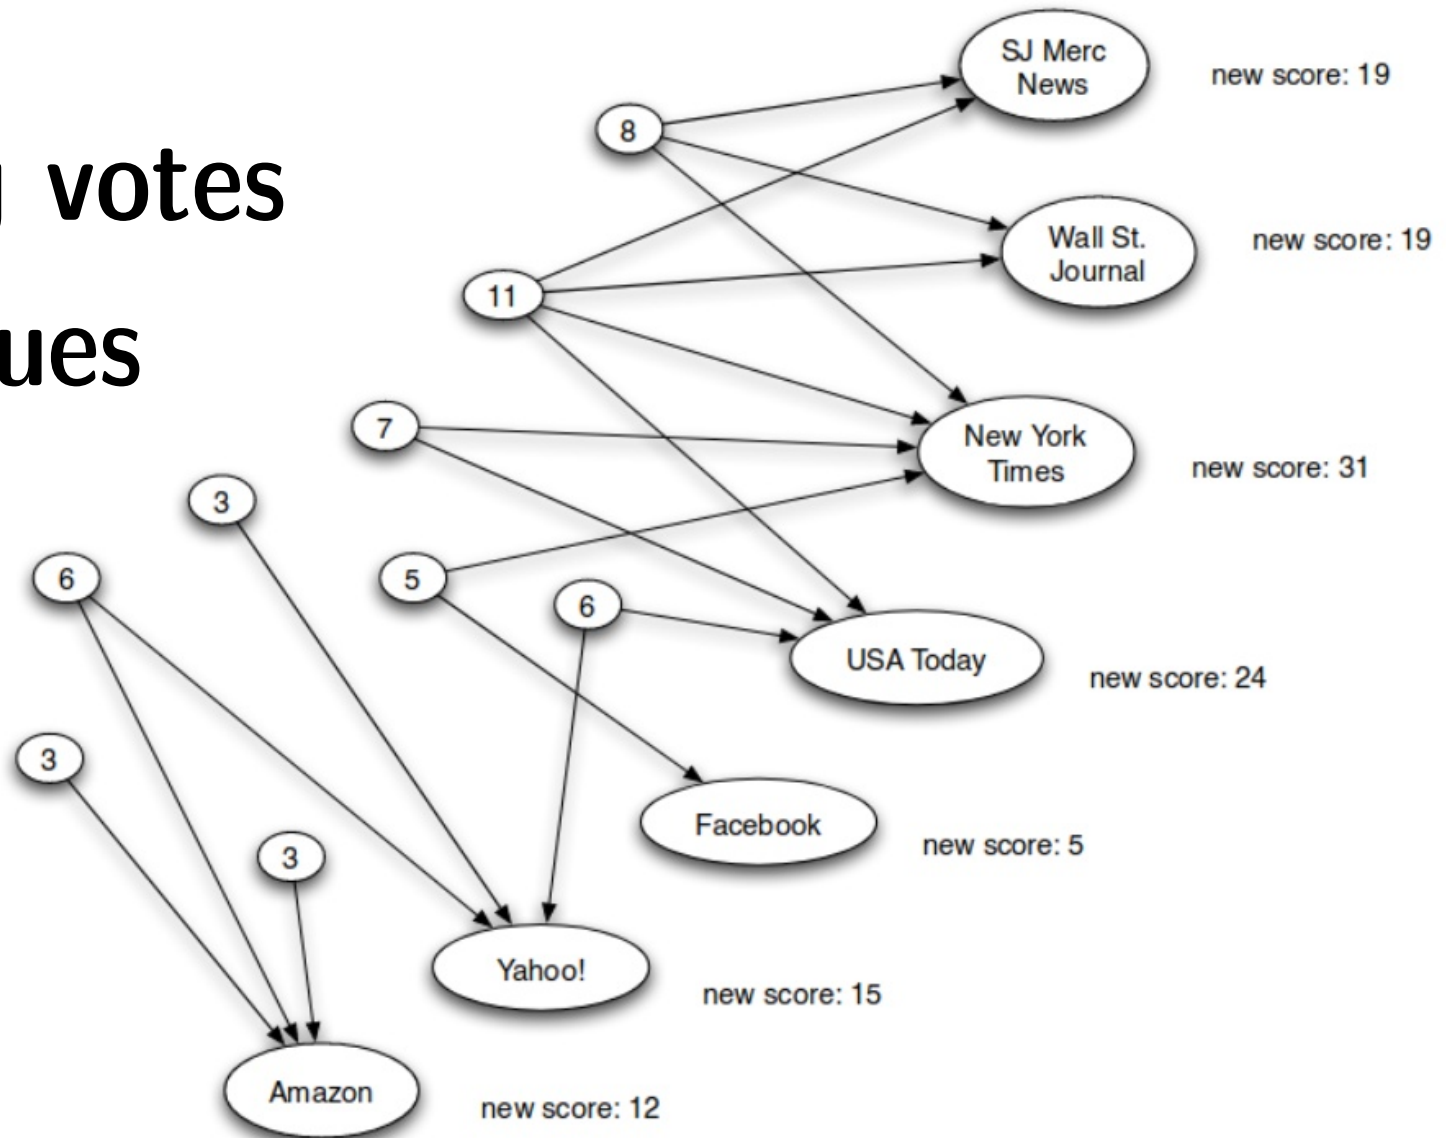 votes
ues
SJ Merc
News
new score: 19
8
Wall St.
Journal
new score: 19
11
New York
Times
new score: 31
7
3
6
5
6
USA Today
new score: 24
3
Facebook
new score: 5
3
Yahoo!
new score: 15
Amazon
new score: 12